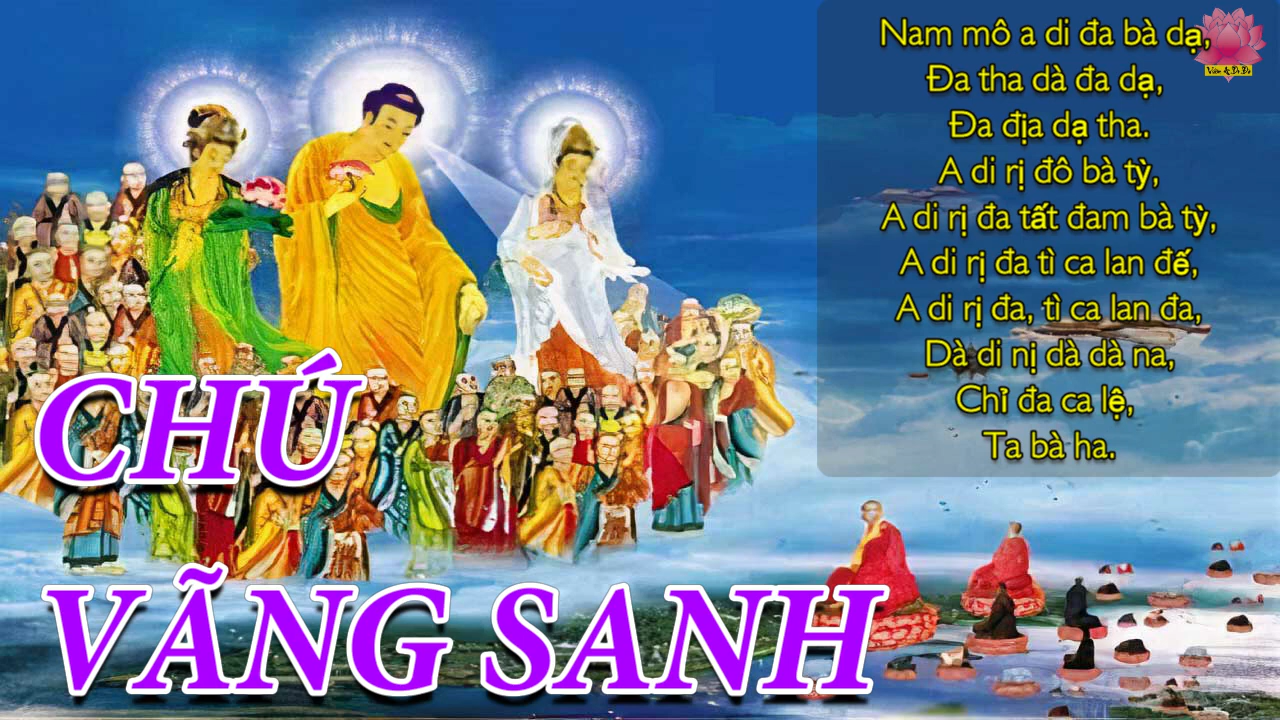 Nam mô a di đa bà dạ,
Đa tha dà đa dạ,
Đa địa dạ tha.
A di rị đô bà tỳ,
A di rị đa tất đam bà tỳ,
A di rị đa tì ca lan đế,
A di rị đa, tì ca lan đa,
Dà di nị dà dà na,
Chỉ đa ca lệ,
Ta bà ha.
CHÚ
VÃNG SANH